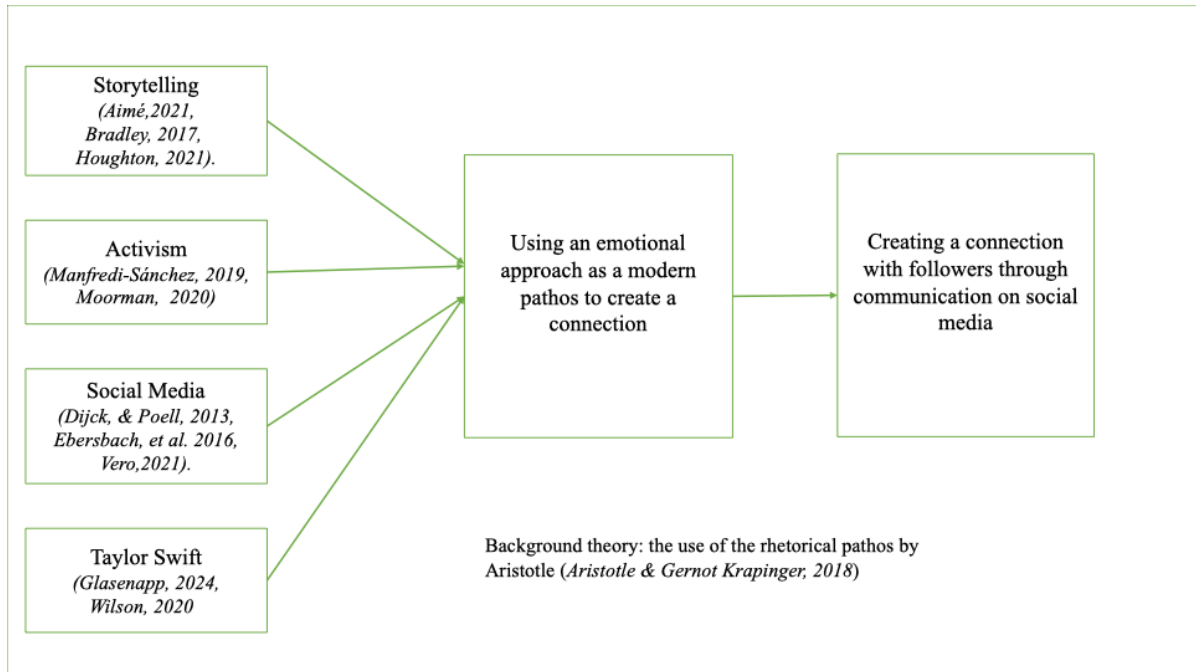 Storytelling
(Aimé,2021,
Bradley, 2017,
Houghton, 2021).
Activism
(Manfredi-Sánchez, 2019,
Moorman, 2020)
Social Media
(Dijck, & Poell, 2013,
Ebersbach, et al. 2016,
Vero,2021).
Taylor Swift
(Glasenapp, 2024,
Wilson, 2020
Using an emotional
approach as a modern
pathos to create a
connection
Creating a connection
with followers through
communication on social
media
Background theory: the use of the rhetorical pathos by
Aristotle (Aristotle & Gernot Krapinger, 2018)